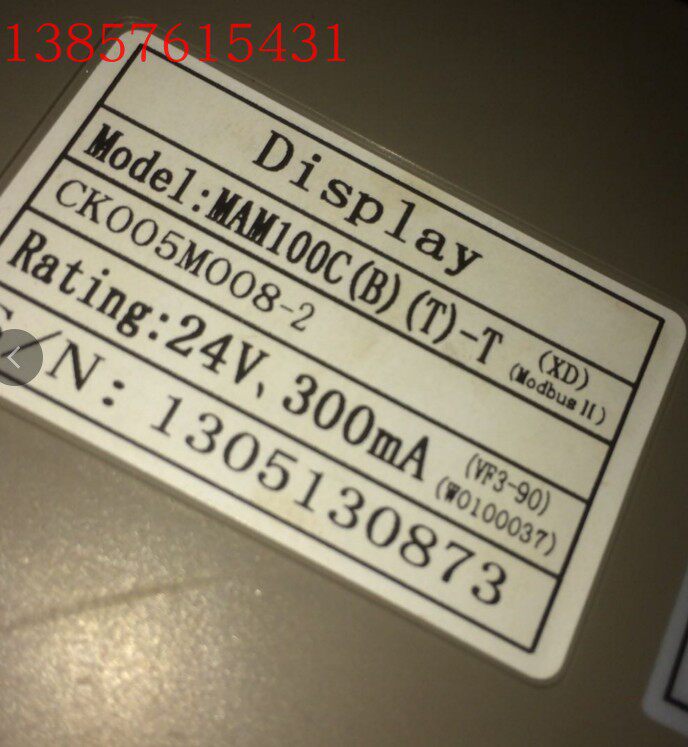 13857615431
Display
Model:MAM100C(B)(T)-T (XD)
CK005M008-2 (Modbus II)
Rating:24V、300mA (VF3-90)
(W0100037)
S/N: 1305130873